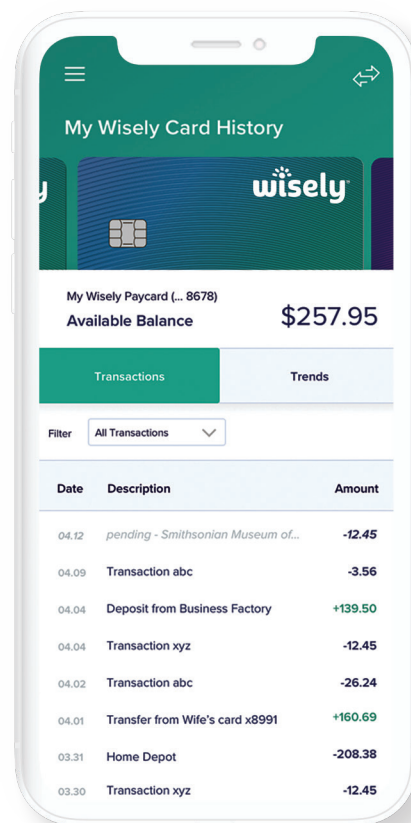 My Wisely Card History
y
wisely
My Wisely Paycard (... 8678)
Available Balance
$257.95
Transactions
Trends
Filter
All Transactions
Date Description Amount
04.12 pending - Smithsonian Museum of... -12.45
04.09 Transaction abc -3.56
04.04 Deposit from Business Factory +139.50
04.04 Transaction xyz -12.45
04.02 Transaction abc -26.24
04.01 Transfer from Wife's card x8991 +160.69
03.31 Home Depot -208.38
03.30 Transaction xyz -12.45